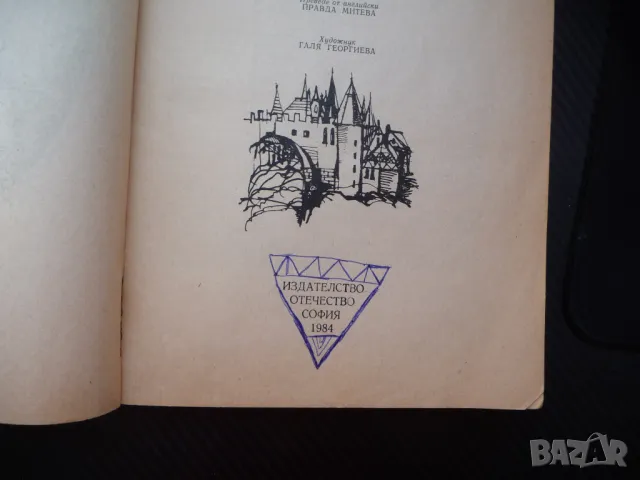 Преведе от английски
ПРАВДА МИТЕВА
Художник
ГАЛЯ ГЕОРГИЕВА
ИЗДАТЕЛСТВО
ОТЕЧЕСТВО
СОФИЯ
1984
BAZAR